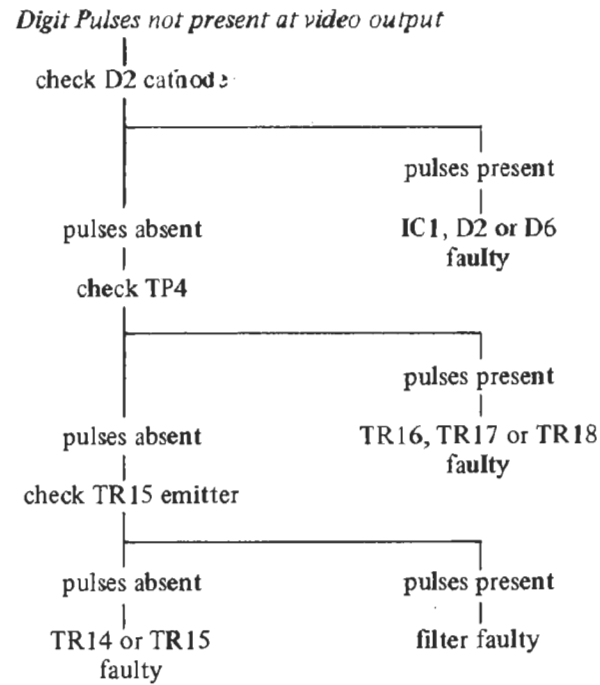 Digit Pulses not present at video output
check D2 cathode
pulses present
pulses absent
IC1, D2 or D6
faulty
check TP4
pulses present
pulses absent
TR16, TR17 or TR18
faulty
check TR15 emitter
pulses absent
pulses present
TR14 or TR15
faulty
filter faulty